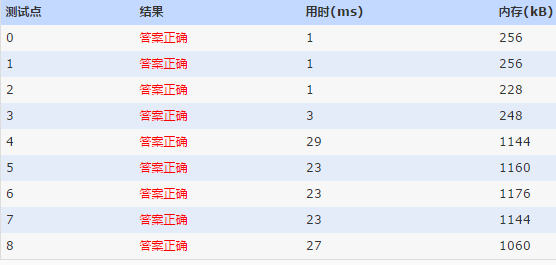 测试点 结果 用时(ms) 内存(kB)
0 答案正确 1 256
1 答案正确 1 256
2 答案正确 1 228
3 答案正确 3 248
4 答案正确 29 1144
5 答案正确 23 1160
6 答案正确 23 1176
7 答案正确 23 1144
8 答案正确 27 1060